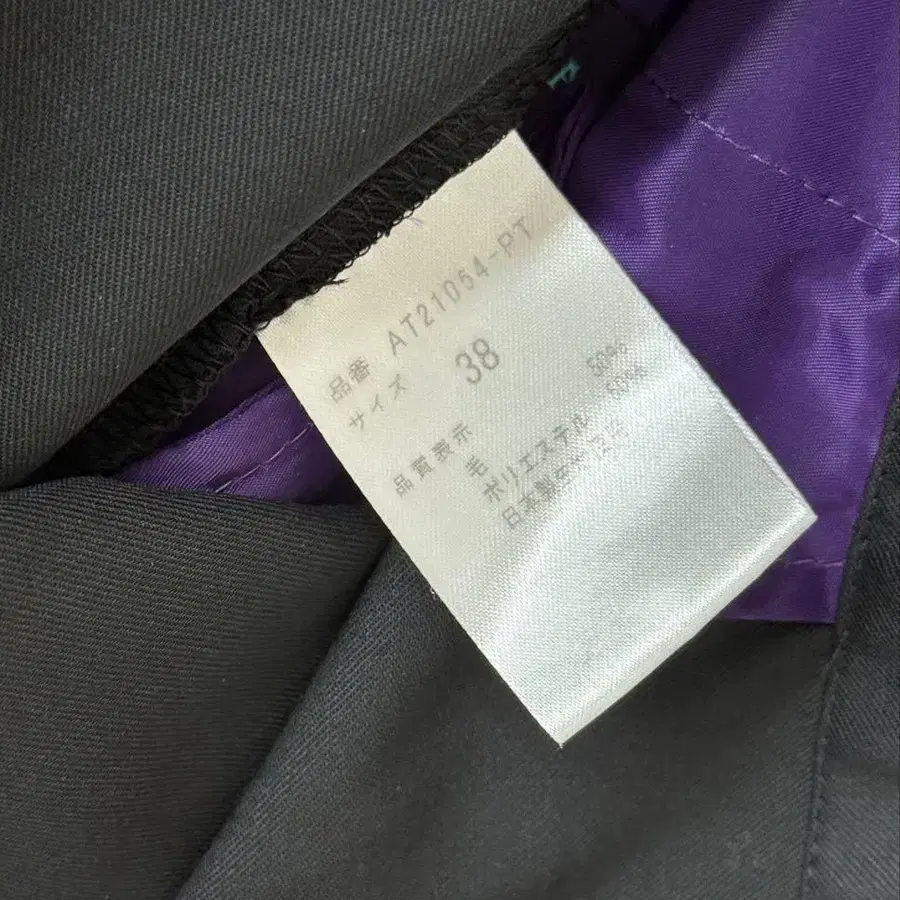 品番 AT21054-PT
サイズ 38
品質表示
毛 50%
ポリエステル 50%
日本製